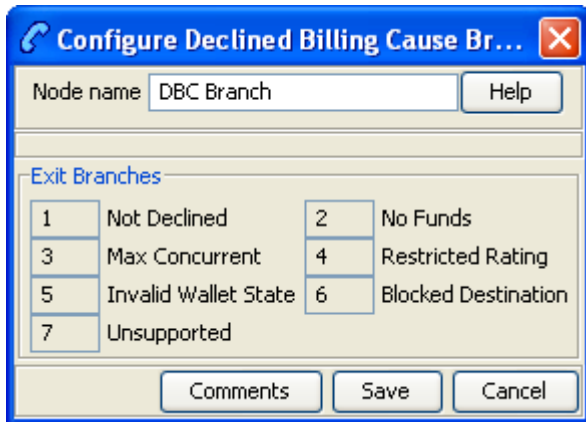 Configure Declined Billing Cause Br...
Node name DBC Branch Help
Exit Branches
1 Not Declined 2 No Funds
3 Max Concurrent 4 Restricted Rating
5 Invalid Wallet State 6 Blocked Destination
7 Unsupported
Comments Save Cancel